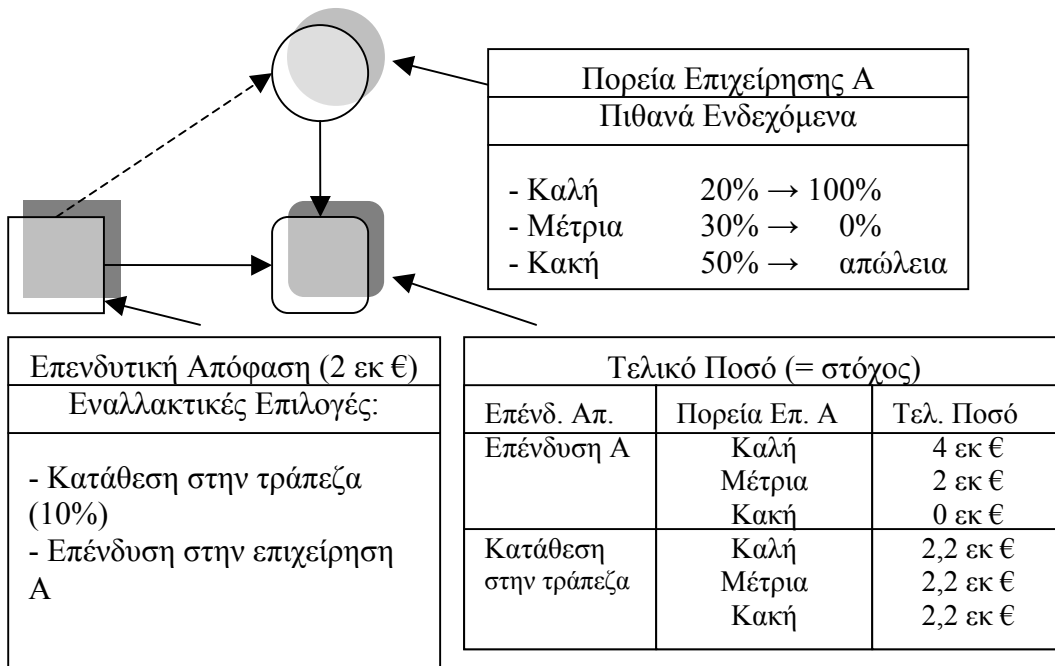 Πορεία Επιχείρησης Α
Πιθανά Ενδεχόμενα
- Καλή 20% → 100%
- Μέτρια 30% → 0%
- Κακή 50% → απώλεια
Επενδυτική Απόφαση (2 εκ €)
Εναλλακτικές Επιλογές:
- Κατάθεση στην τράπεζα
(10%)
- Επένδυση στην επιχείρηση
Α
Τελικό Ποσό (= στόχος)
Επένδ. Απ. Πορεία Επ. Α Τελ. Ποσό
Επένδυση Α Καλή 4 εκ €
Μέτρια 2 εκ €
Κακή 0 εκ €
Κατάθεση Καλή 2,2 εκ €
στην τράπεζα Μέτρια 2,2 εκ €
Κακή 2,2 εκ €